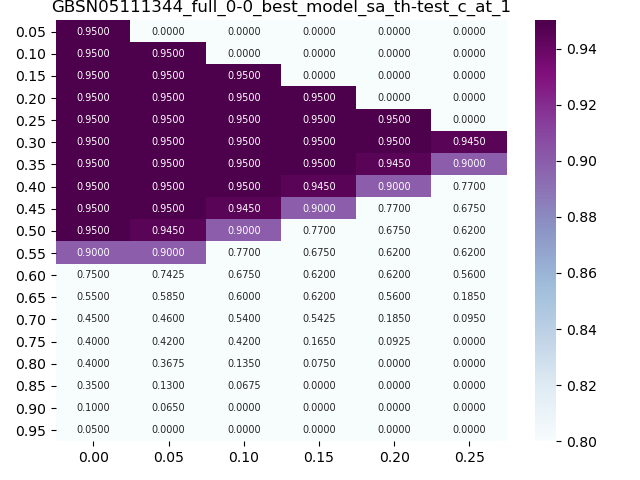 GBSN05111344_full_0-0_best_model_sa_th-test_c_at_1
0.05 0.9500 0.0000 0.0000 0.0000 0.0000 0.0000
0.10 0.9500 0.9500 0.0000 0.0000 0.0000 0.0000
0.15 0.9500 0.9500 0.9500 0.0000 0.0000 0.0000
0.20 0.9500 0.9500 0.9500 0.9500 0.0000 0.0000
0.25 0.9500 0.9500 0.9500 0.9500 0.9500 0.0000
0.30 0.9500 0.9500 0.9500 0.9500 0.9500 0.9450
0.35 0.9500 0.9500 0.9500 0.9500 0.9450 0.9000
0.40 0.9500 0.9500 0.9500 0.9450 0.9000 0.7700
0.45 0.9500 0.9500 0.9450 0.9000 0.7700 0.6750
0.50 0.9500 0.9450 0.9000 0.7700 0.6750 0.6200
0.55 0.9000 0.9000 0.7700 0.6750 0.6200 0.6200
0.60 0.7500 0.7425 0.6750 0.6200 0.6200 0.5600
0.65 0.5500 0.5850 0.6000 0.6200 0.5600 0.1850
0.70 0.4500 0.4600 0.5400 0.5425 0.1850 0.0950
0.75 0.4000 0.4200 0.4200 0.1650 0.0925 0.0000
0.80 0.4000 0.3675 0.1350 0.0750 0.0000 0.0000
0.85 0.3500 0.1300 0.0675 0.0000 0.0000 0.0000
0.90 0.1000 0.0650 0.0000 0.0000 0.0000 0.0000
0.95 0.0500 0.0000 0.0000 0.0000 0.0000 0.0000
0.00 0.05 0.10 0.15 0.20 0.25
0.94
0.92
0.90
0.88
0.86
0.84
0.82
0.80